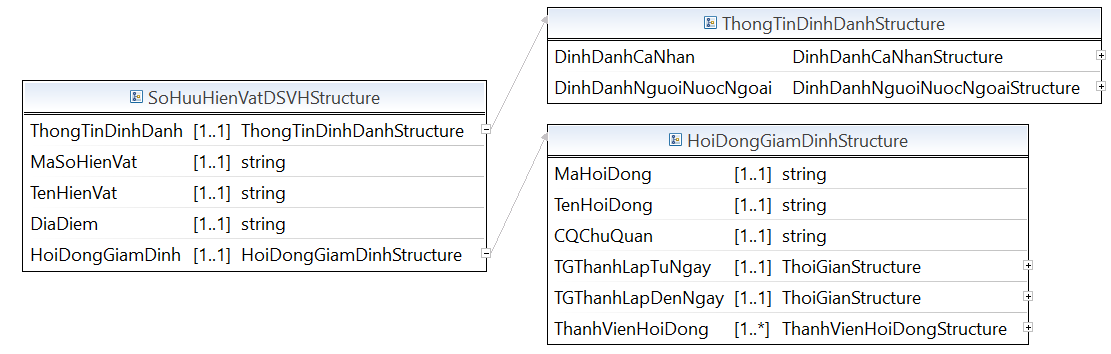 SoHuuHienVatDSVHStructure
ThongTinDinhDanh [1..1] ThongTinDinhDanhStructure
MaSoHienVat [1..1] string
TenHienVat [1..1] string
DiaDiem [1..1] string
HoiDongGiamDinh [1..1] HoiDongGiamDinhStructure
ThongTinDinhDanhStructure
DinhDanhCaNhan DinhDanhCaNhanStructure
DinhDanhNguoiNuocNgoai DinhDanhNguoiNuocNgoaiStructure
HoiDongGiamDinhStructure
MaHoiDong [1..1] string
TenHoiDong [1..1] string
CQChuQuan [1..1] string
TGThanhLapTuNgay [1..1] ThoiGianStructure
TGThanhLapDenNgay [1..1] ThoiGianStructure
ThanhVienHoiDong [1..*] ThanhVienHoiDongStructure